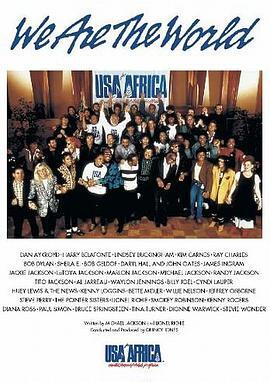 We Are The World
USA AFRICA
DAN AYKROYD · HARRY BELAFONTE · LINDSEY BUCKINGHAM · KIM CARNES · RAY CHARLES
BOB DYLAN · SHEILA E. · BOB GELDOF · DARYL HALL AND JOHN OATES · JAMES INGRAM
JACKIE JACKSON · LaTOYA JACKSON · MARLON JACKSON · MICHAEL JACKSON · RANDY JACKSON
TITO JACKSON · AL JARREAU · WAYLON JENNINGS · BILLY JOEL · CYNDI LAUPER
HUEY LEWIS & THE NEWS · KENNY LOGGINS · BETTE MIDLER · WILLIE NELSON · JEFFREY OSBORNE
STEVE PERRY · THE POINTER SISTERS · LIONEL RICHIE · SMOKEY ROBINSON · KENNY ROGERS
DIANA ROSS · PAUL SIMON · BRUCE SPRINGSTEEN · TINA TURNER · DIONNE WARWICK · STEVIE WONDER
Written by MICHAEL JACKSON and LIONEL RICHIE
Conducted and Produced by QUINCY JONES
USA AFRICA